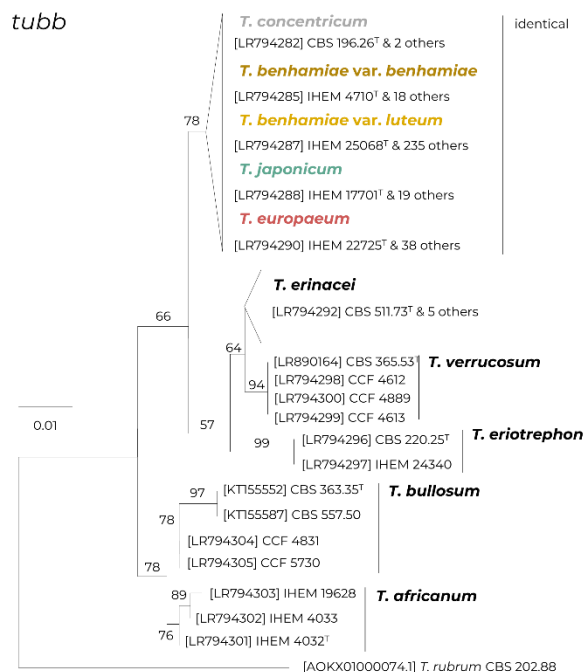 tubb
T. concentricum
identical
[LR794282] CBS 196.26ᵀ & 2 others
T. benhamiae var. benhamiae
[LR794285] IHEM 4710ᵀ & 18 others
78
T. benhamiae var. luteum
[LR794287] IHEM 25068ᵀ & 235 others
T. japonicum
[LR794288] IHEM 17701ᵀ & 19 others
T. europaeum
[LR794290] IHEM 22725ᵀ & 38 others
T. erinacei
[LR794292] CBS 511.73ᵀ & 5 others
66
64
[LR890164] CBS 365.53ᵀ
T. verrucosum
[LR794298] CCF 4612
94
[LR794300] CCF 4889
[LR794299] CCF 4613
0.01
57
99
[LR794296] CBS 220.25ᵀ
T. eriotrephon
[LR794297] IHEM 24340
97
[KT155552] CBS 363.35ᵀ
T. bullosum
[KT155587] CBS 557.50
78
[LR794304] CCF 4831
[LR794305] CCF 5730
78
89
[LR794303] IHEM 19628
T. africanum
[LR794302] IHEM 4033
76
[LR794301] IHEM 4032ᵀ
[AOKX01000074.1] T. rubrum CBS 202.88